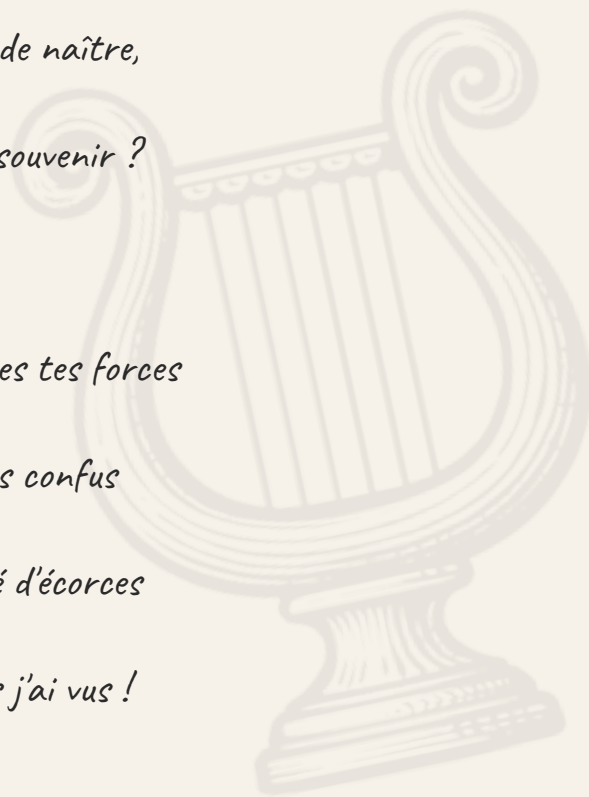 de naître,
souvenir ?
es tes forces
s confus
é d'écorces
s j'ai vus !